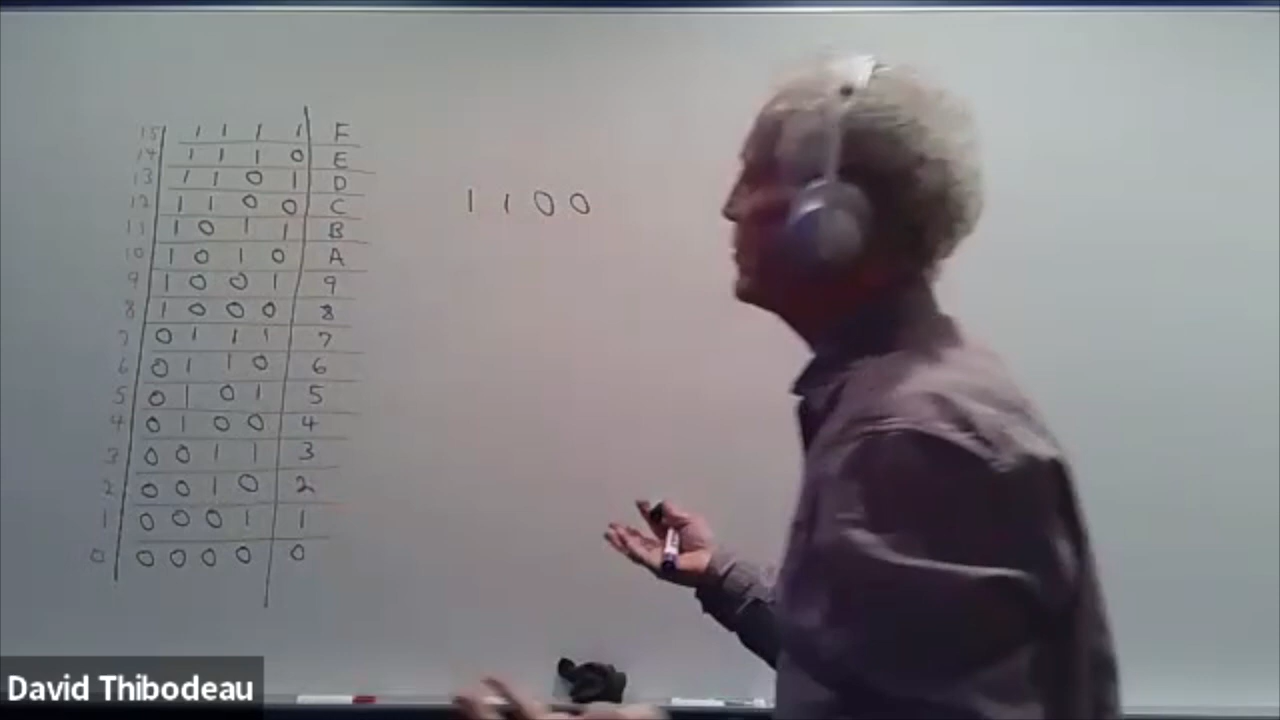 15 1 1 1 1 F
14 1 1 1 0 E
13 1 1 0 1 D
12 1 1 0 0 C
1 1 0 0
11 1 0 1 1 B
10 1 0 1 0 A
9 1 0 0 1 9
8 1 0 0 0 8
7 0 1 1 1 7
6 0 1 1 0 6
5 0 1 0 1 5
4 0 1 0 0 4
3 0 0 1 1 3
2 0 0 1 0 2
1 0 0 0 1 1
0 0 0 0 0 0
David Thibodeau